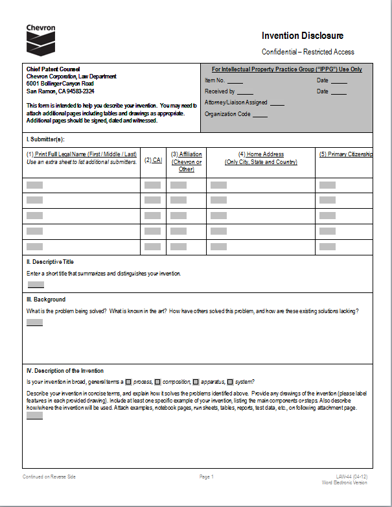 Chevron
Invention Disclosure
Confidential – Restricted Access
Chief Patent Counsel
Chevron Corporation, Law Department
6001 Bollinger Canyon Road
San Ramon, CA 94583-2324
This form is intended to help you describe your invention. You may need to
attach additional pages including tables and drawings as appropriate.
Additional pages should be signed, dated and witnessed.
For Intellectual Property Practice Group ("IPPG") Use Only
Item No. Date
Received by Date
Attorney/Liaison Assigned
Organization Code
I. Submitter(s):
(1) Print Full Legal Name (First / Middle / Last)
Use an extra sheet to list additional submitters.
(2) CAI
(3) Affiliation
(Chevron or
Other)
(4) Home Address
(Only City, State and Country)
(5) Primary Citizenship
II. Descriptive Title
Enter a short title that summarizes and distinguishes your invention.
III. Background
What is the problem being solved? What is known in the art? How have others solved this problem, and how are these existing solutions lacking?
IV. Description of the Invention
Is your invention in broad, general terms a process, composition, apparatus, system?
Describe your invention in concise terms, and explain how it solves the problems identified above. Provide any drawings of the invention (please label
features in each provided drawing). Include at least one specific example of your invention, listing the main components or steps. Also describe
how/where the invention will be used. Attach examples, notebook pages, run sheets, tables, reports, test data, etc., on following attachment page.
Continued on Reverse Side
Page 1
LAW-44 (04-12)
Word Electronic Version